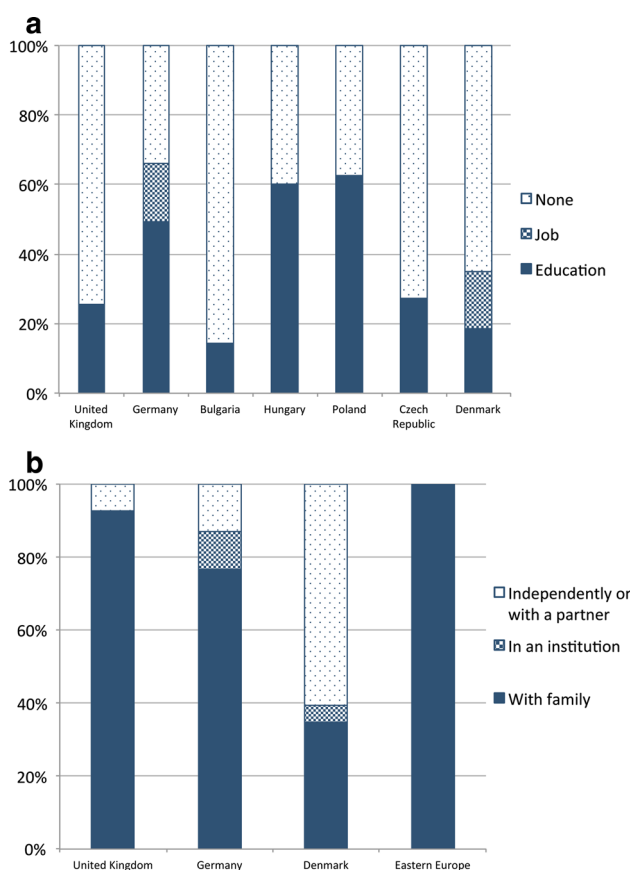 a
100%
80%
60%
40%
20%
0%
United Kingdom
Germany
Bulgaria
Hungary
Poland
Czech Republic
Denmark
None
Job
Education
b
100%
80%
60%
40%
20%
0%
United Kingdom
Germany
Denmark
Eastern Europe
Independently or
with a partner
In an institution
With family